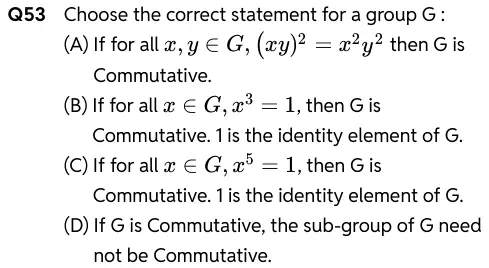 Q53 Choose the correct statement for a group G :
(A) If for all x, y ∈ G, (xy)² = x²y² then G is
Commutative.
(B) If for all x ∈ G, x³ = 1, then G is
Commutative. 1 is the identity element of G.
(C) If for all x ∈ G, x⁵ = 1, then G is
Commutative. 1 is the identity element of G.
(D) If G is Commutative, the sub-group of G need
not be Commutative.